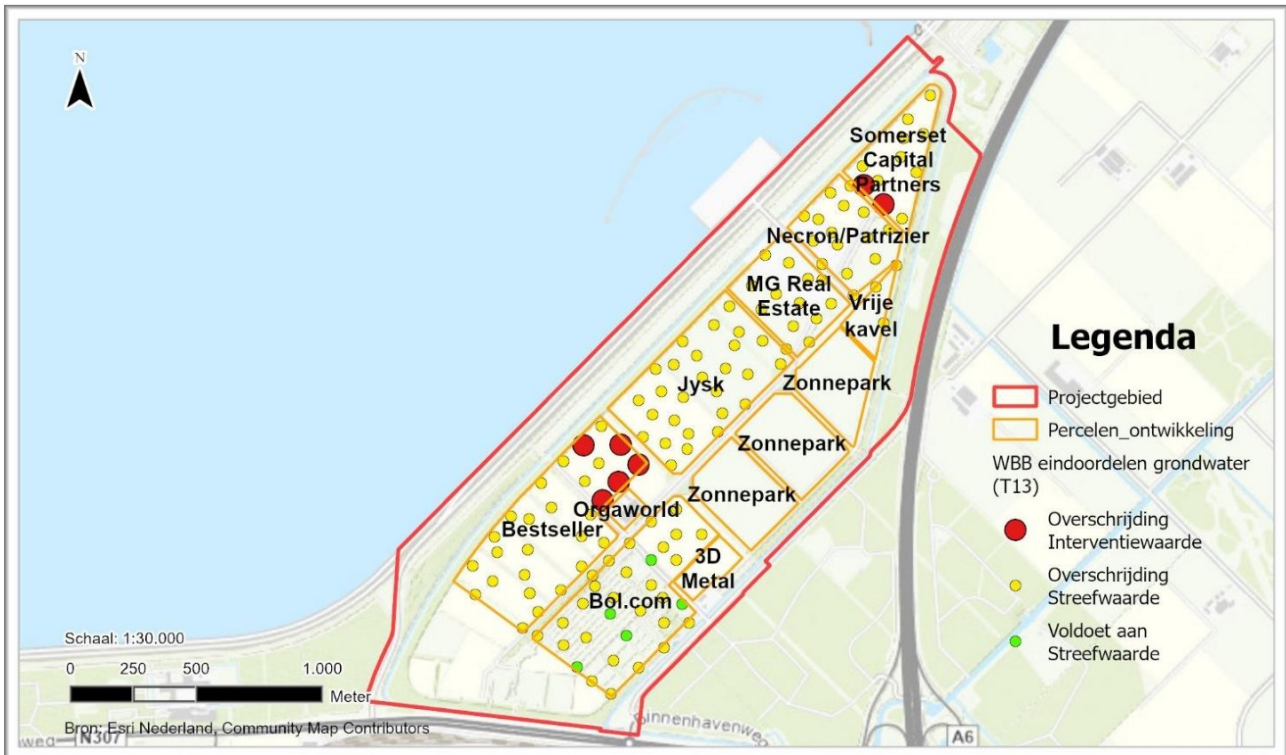 N
Somerset
Capital
Partners
Necron/Patrizier
MG Real
Estate
Vrije
kavel
Jysk
Zonnepark
Zonnepark
Zonnepark
Orgaworld
Bestseller
3D
Metal
Bol.com
Legenda
Projectgebied
Percelen_ontwikkeling
WBB eindoordelen grondwater
(T13)
Overschrijding
Interventiewaarde
Overschrijding
Streefwaarde
Voldoet aan
Streefwaarde
Schaal: 1:30.000
0 250 500 1.000
Meter
Bron: Esri Nederland, Community Map Contributors
weg
N307
Binnenhavenweg
A6